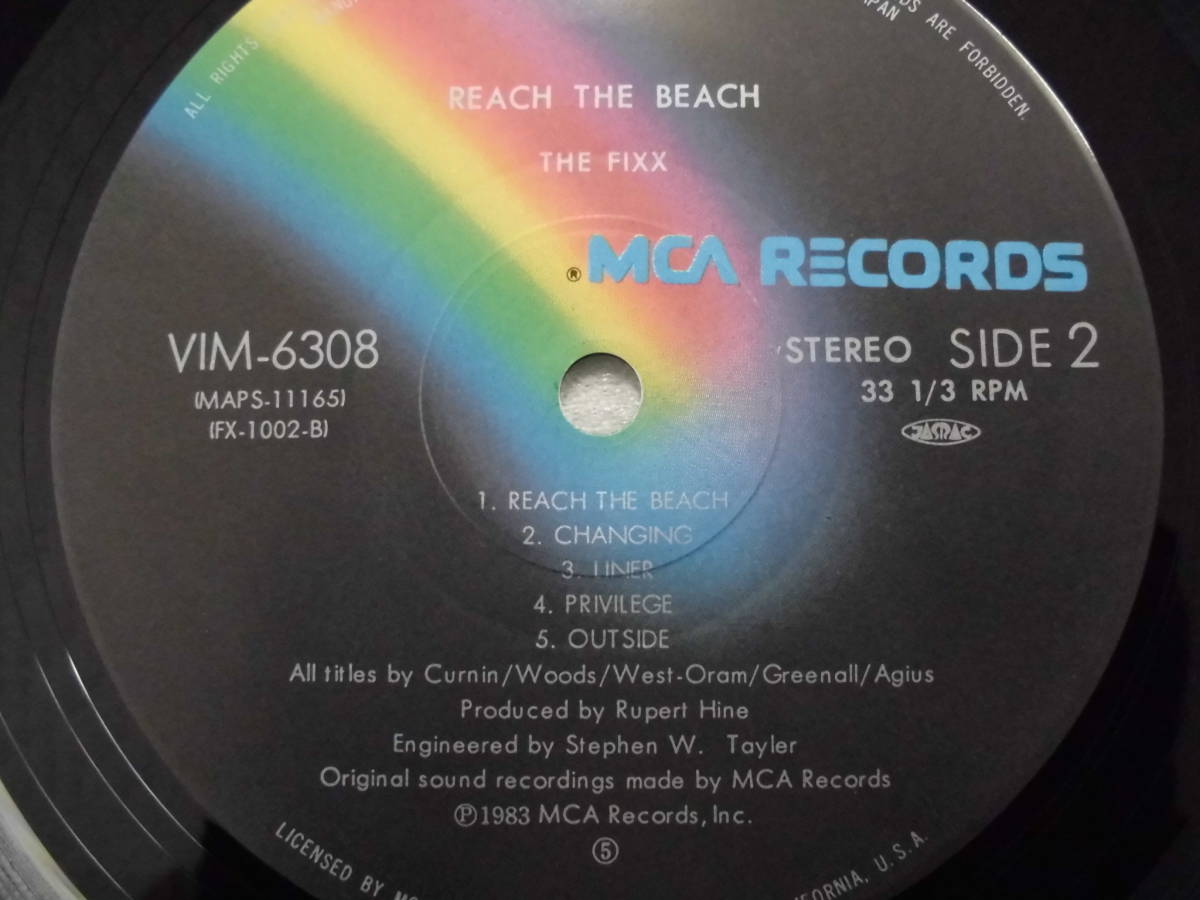 ALL RIGHTS
DS ARE FORBIDDEN.
REACH THE BEACH
THE FIXX
® MCA RECORDS
VIM-6308
STEREO SIDE 2
(MAPS-11165)
33 1/3 RPM
(FX-1002-B)
JASRAC
1. REACH THE BEACH
2. CHANGING
3. LINER
4. PRIVILEGE
5. OUTSIDE
All titles by Curnin/Woods/West-Oram/Greenall/Agius
Produced by Rupert Hine
Engineered by Stephen W. Tayler
Original sound recordings made by MCA Records
℗1983 MCA Records, Inc.
⑤
LICENSED BY MC
FORNIA, U.S.A.